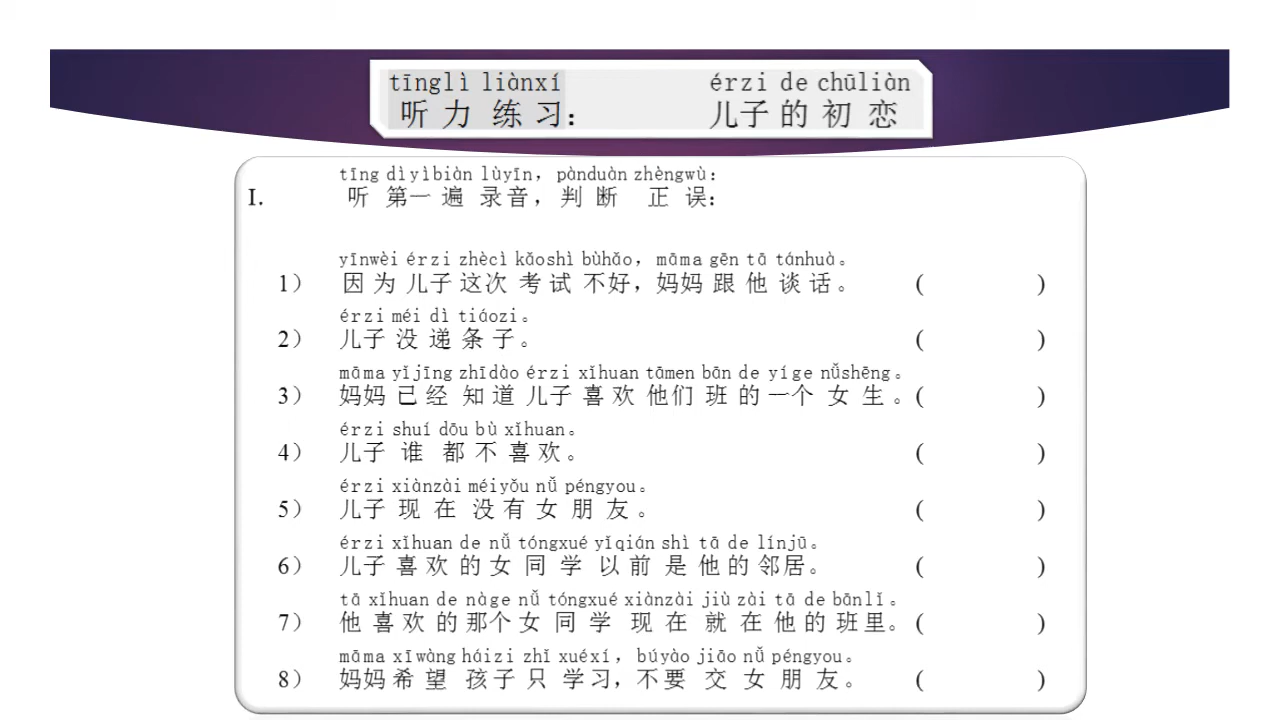 tīnglì liànxí érzi de chūliàn
听力练习： 儿子的初恋
tīng dìyìbiàn lùyīn，pànduàn zhèngwù：
I. 听第一遍录音，判断正误：
yīnwèi érzi zhècì kǎoshì bùhǎo，māma gēn tā tánhuà。
1） 因为儿子这次考试不好，妈妈跟他谈话。 ( )
érzi méi dì tiáozi。
2） 儿子没递条子。 ( )
māma yǐjīng zhīdào érzi xǐhuan tāmen bān de yíge nǚshēng。
3） 妈妈已经知道儿子喜欢他们班的一个女生。( )
érzi shuí dōu bù xǐhuan。
4） 儿子谁都不喜欢。 ( )
érzi xiànzài méiyǒu nǚ péngyou。
5） 儿子现在没有女朋友。 ( )
érzi xǐhuan de nǚ tóngxué yǐqián shì tā de línjū。
6） 儿子喜欢的女同学以前是他的邻居。 ( )
tā xǐhuan de nàge nǚ tóngxué xiànzài jiù zài tā de bānlǐ。
7） 他喜欢的那个女同学现在就在他的班里。( )
māma xīwàng háizi zhǐ xuéxí，búyào jiāo nǚ péngyou。
8） 妈妈希望孩子只学习，不要交女朋友。 ( )